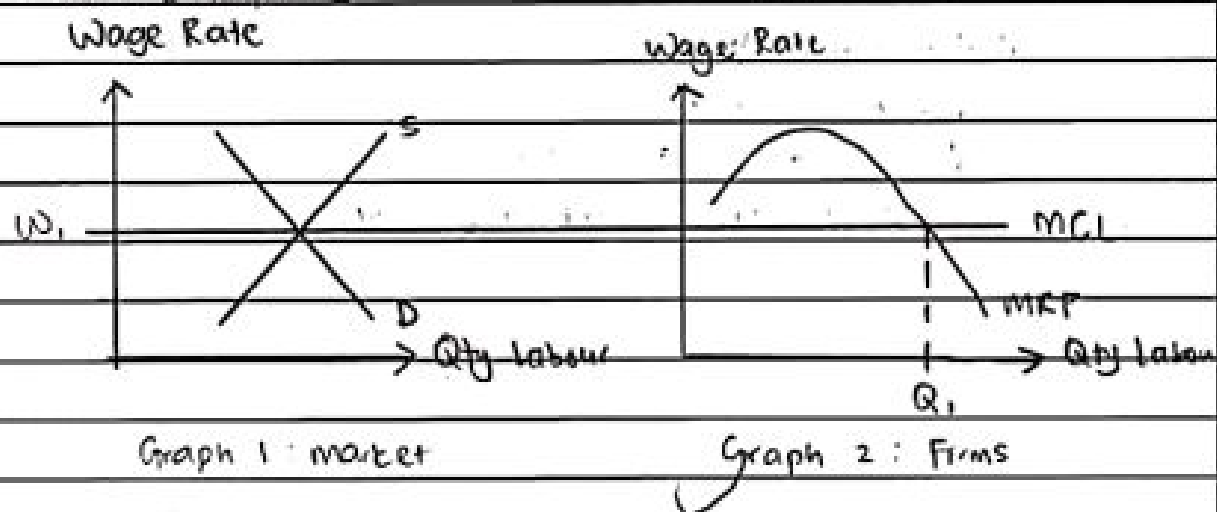 Wage Rate
Wage Rate
S
W₁
MCL
D
MRP
Qty labour
Qty labou
Q₁
Graph 1 : market
Graph 2 : Firms